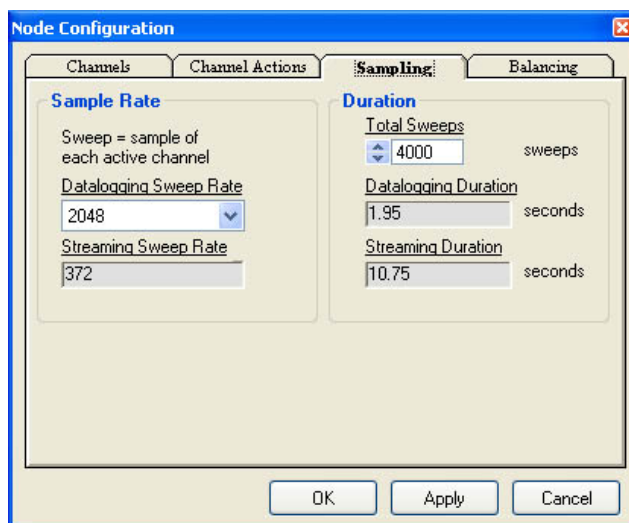 Node Configuration
Channels
Channel Actions
Sampling
Balancing
Sample Rate
Sweep = sample of
each active channel
Datalogging Sweep Rate
2048
Streaming Sweep Rate
372
Duration
Total Sweeps
4000 sweeps
Datalogging Duration
1.95 seconds
Streaming Duration
10.75 seconds
OK
Apply
Cancel